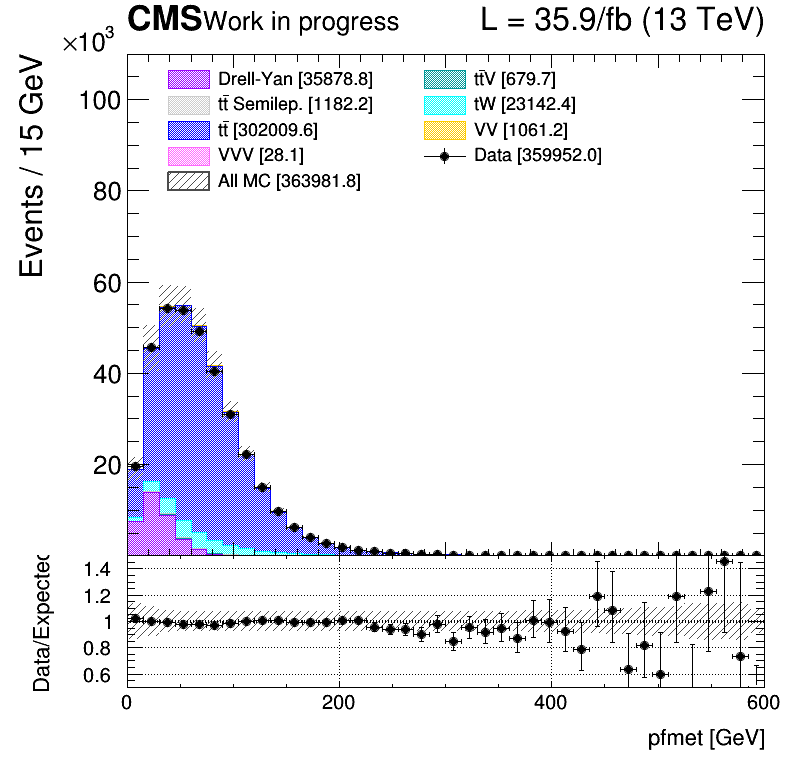 CMS Work in progress L = 35.9/fb (13 TeV)
×10³
Events / 15 GeV
Drell-Yan [35878.8]
tt̄ Semilep. [1182.2]
tt̄ [302009.6]
VVV [28.1]
All MC [363981.8]
tt̄V [679.7]
tW [23142.4]
VV [1061.2]
Data [359952.0]
100
80
60
40
20
Data/Expected
1.4
1.2
1
0.8
0.6
0 200 400 600
pfmet [GeV]